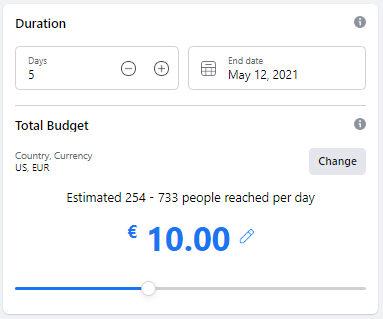 Duration
Days
5
End date
May 12, 2021
Total Budget
Country, Currency
US, EUR
Change
Estimated 254 - 733 people reached per day
€ 10.00